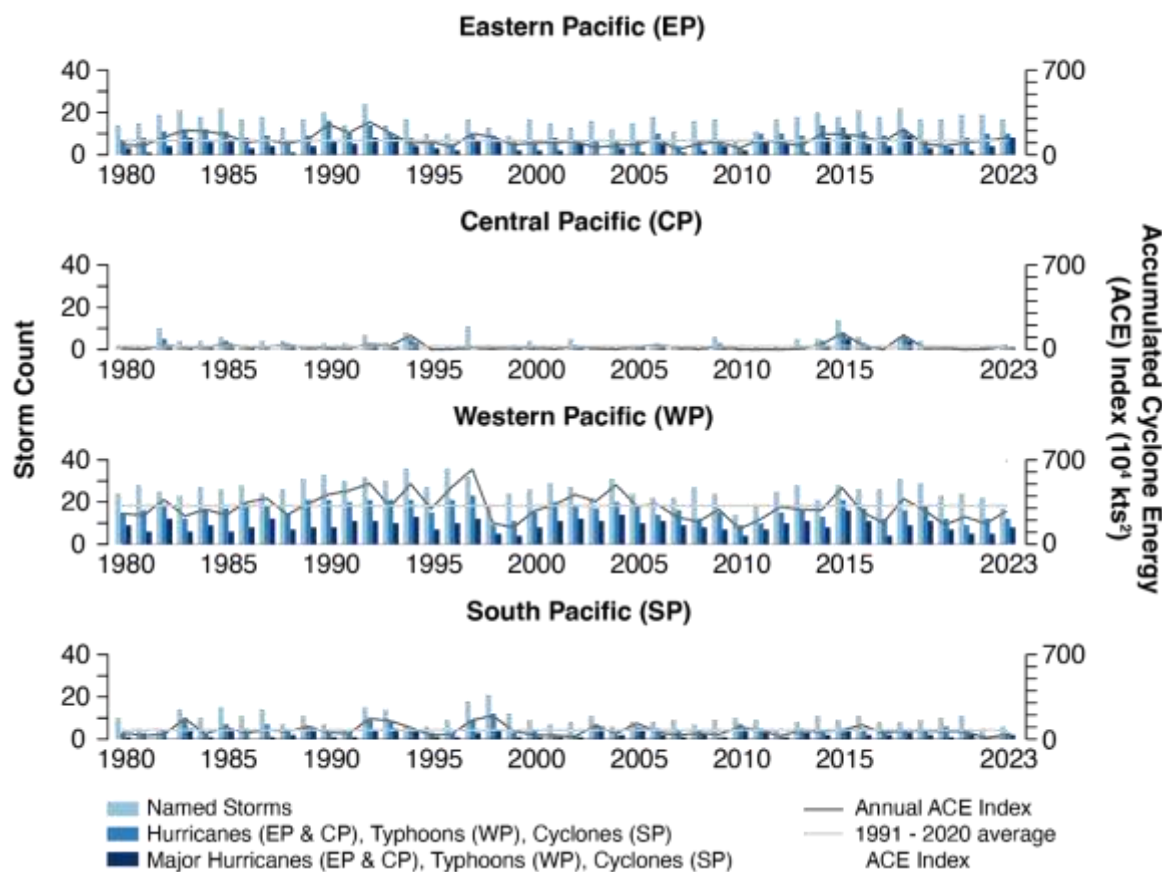 Eastern Pacific (EP)
40
20
0
700
0
1980 1985 1990 1995 2000 2005 2010 2015 2023
Central Pacific (CP)
40
20
0
700
0
1980 1985 1990 1995 2000 2005 2010 2015 2023
Storm Count
Accumulated Cyclone Energy
(ACE) Index (10⁴ kts²)
Western Pacific (WP)
40
20
0
700
0
1980 1985 1990 1995 2000 2005 2010 2015 2023
South Pacific (SP)
40
20
0
700
0
1980 1985 1990 1995 2000 2005 2010 2015 2023
Named Storms
Hurricanes (EP & CP), Typhoons (WP), Cyclones (SP)
Major Hurricanes (EP & CP), Typhoons (WP), Cyclones (SP)
Annual ACE Index
1991 - 2020 average
ACE Index